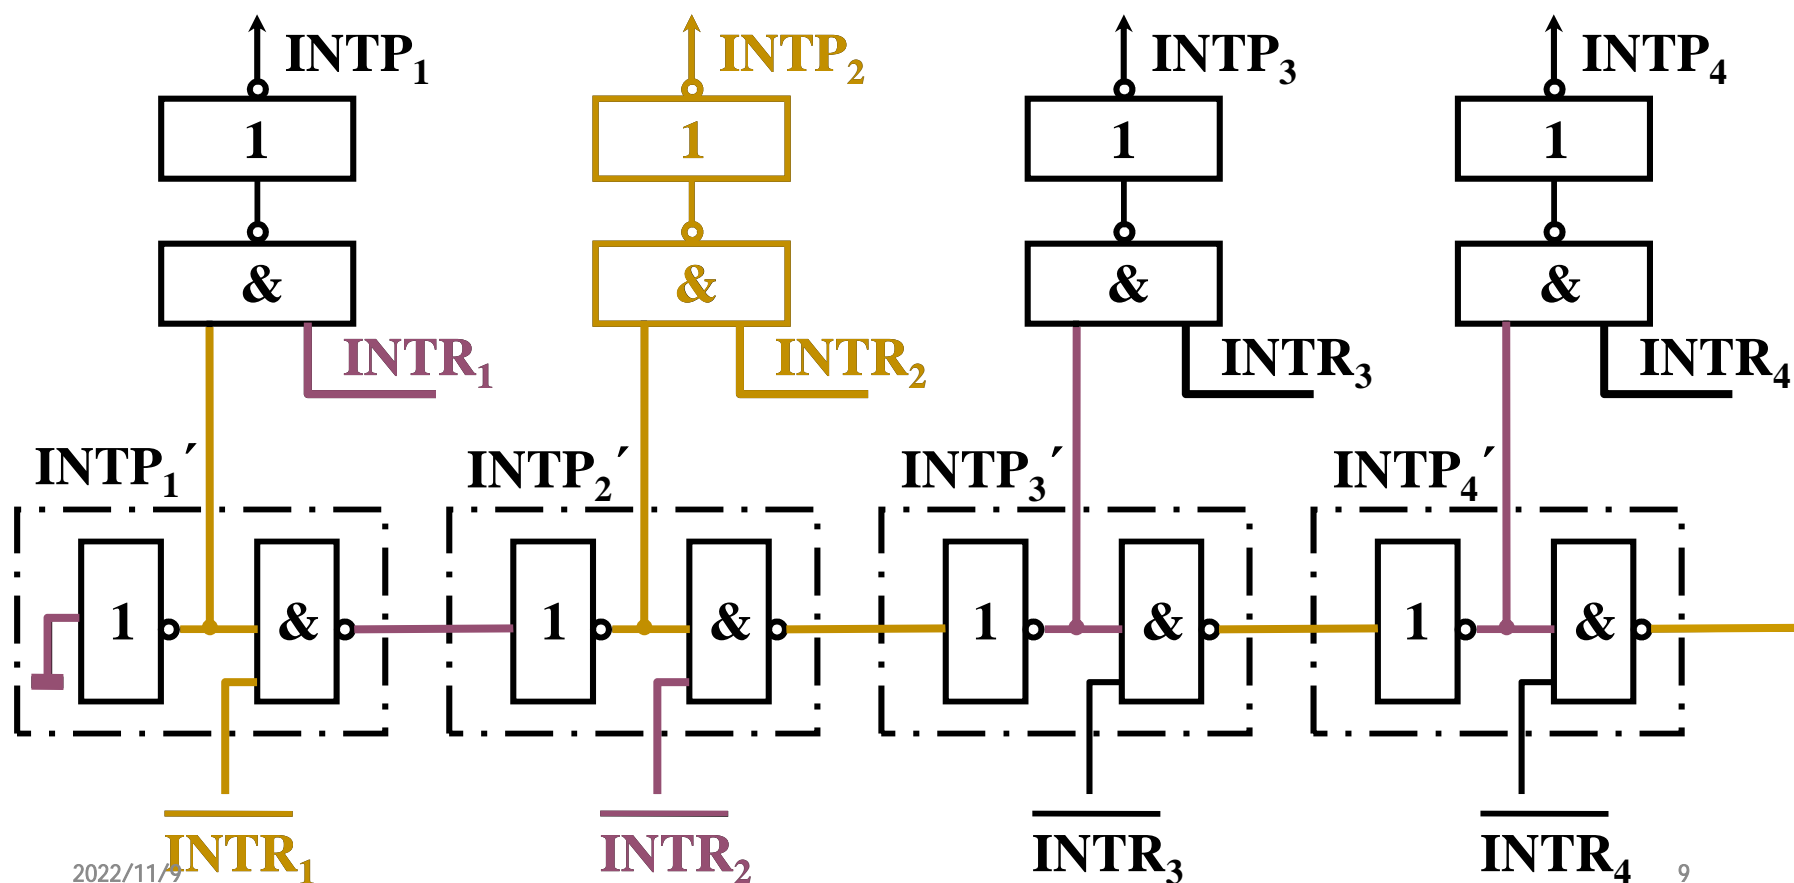 INTP₁ INTP₂ INTP₃ INTP₄
1 1 1 1
& & & &
INTR₁ INTR₂ INTR₃ INTR₄
INTP₁′ INTP₂′ INTP₃′ INTP₄′
1 & 1 & 1 & 1 &
INTR₁ INTR₂ INTR₃ INTR₄
2022/11/9 9